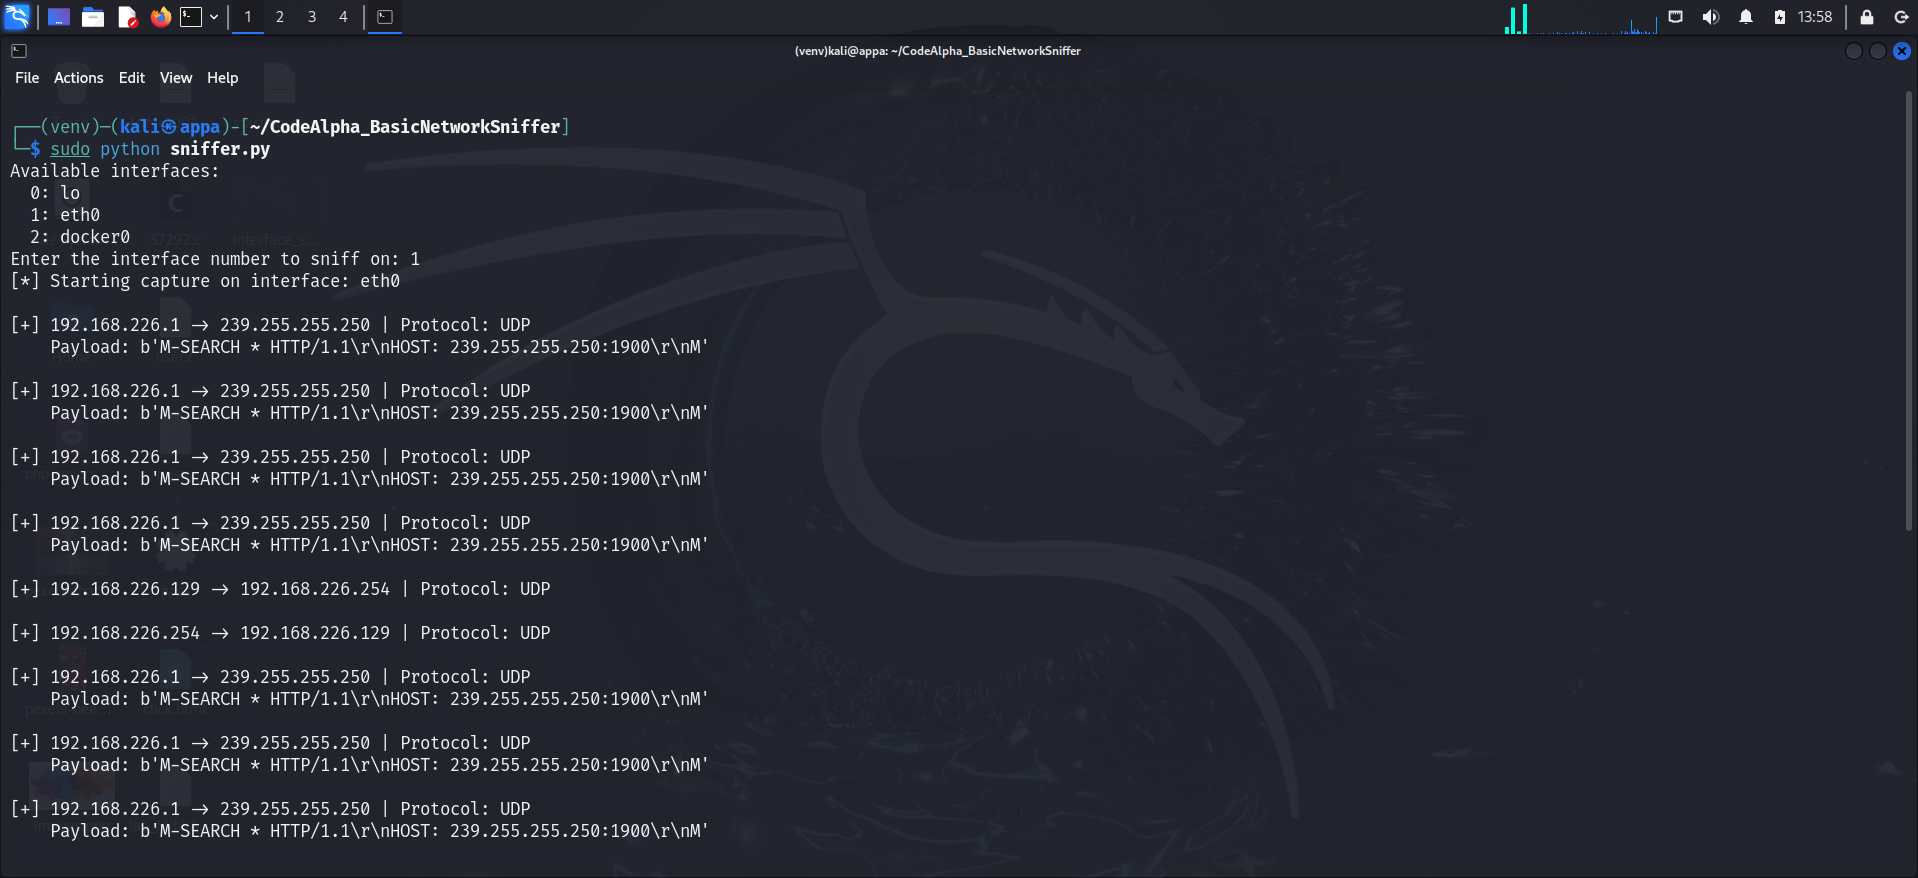 1 2 3 4
13:58
(venv)kali@appa: ~/CodeAlpha_BasicNetworkSniffer
File Actions Edit View Help
┌──(venv)─(kali㉿appa)-[~/CodeAlpha_BasicNetworkSniffer]
└─$ sudo python sniffer.py
Available interfaces:
0: lo
1: eth0
2: docker0
Enter the interface number to sniff on: 1
[*] Starting capture on interface: eth0
[+] 192.168.226.1 → 239.255.255.250 | Protocol: UDP
Payload: b'M-SEARCH * HTTP/1.1\r\nHOST: 239.255.255.250:1900\r\nM'
[+] 192.168.226.1 → 239.255.255.250 | Protocol: UDP
Payload: b'M-SEARCH * HTTP/1.1\r\nHOST: 239.255.255.250:1900\r\nM'
[+] 192.168.226.1 → 239.255.255.250 | Protocol: UDP
Payload: b'M-SEARCH * HTTP/1.1\r\nHOST: 239.255.255.250:1900\r\nM'
[+] 192.168.226.1 → 239.255.255.250 | Protocol: UDP
Payload: b'M-SEARCH * HTTP/1.1\r\nHOST: 239.255.255.250:1900\r\nM'
[+] 192.168.226.129 → 192.168.226.254 | Protocol: UDP
[+] 192.168.226.254 → 192.168.226.129 | Protocol: UDP
[+] 192.168.226.1 → 239.255.255.250 | Protocol: UDP
Payload: b'M-SEARCH * HTTP/1.1\r\nHOST: 239.255.255.250:1900\r\nM'
[+] 192.168.226.1 → 239.255.255.250 | Protocol: UDP
Payload: b'M-SEARCH * HTTP/1.1\r\nHOST: 239.255.255.250:1900\r\nM'
[+] 192.168.226.1 → 239.255.255.250 | Protocol: UDP
Payload: b'M-SEARCH * HTTP/1.1\r\nHOST: 239.255.255.250:1900\r\nM'